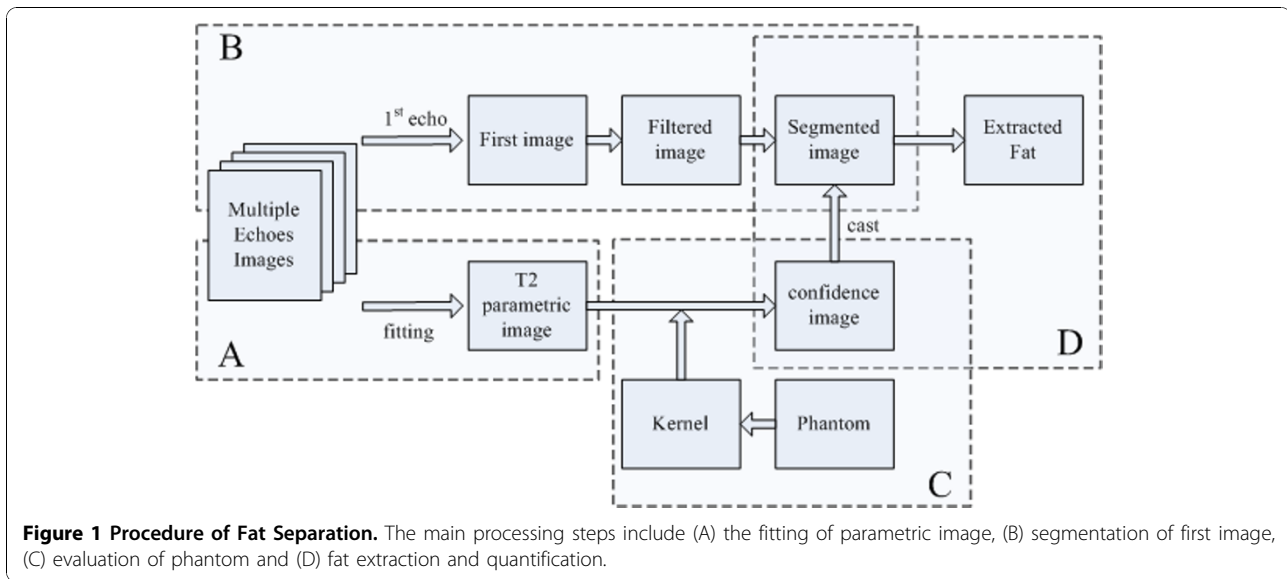 B
1st echo
First image
Filtered
image
Segmented
image
Extracted
Fat
Multiple
Echoes
Images
cast
T2
parametric
image
confidence
image
fitting
A
D
Kernel
Phantom
C
Figure 1 Procedure of Fat Separation. The main processing steps include (A) the fitting of parametric image, (B) segmentation of first image,
(C) evaluation of phantom and (D) fat extraction and quantification.